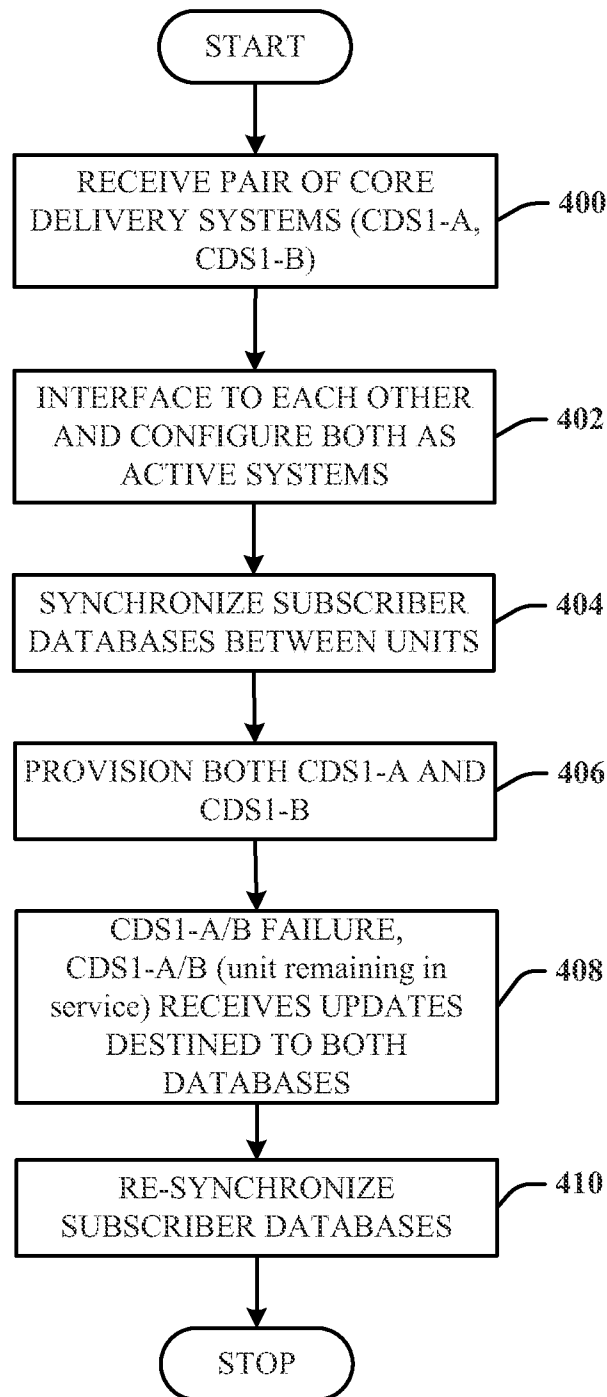 START
RECEIVE PAIR OF CORE
DELIVERY SYSTEMS (CDS1-A,
CDS1-B)
400
INTERFACE TO EACH OTHER
AND CONFIGURE BOTH AS
ACTIVE SYSTEMS
402
SYNCHRONIZE SUBSCRIBER
DATABASES BETWEEN UNITS
404
PROVISION BOTH CDS1-A AND
CDS1-B
406
CDS1-A/B FAILURE,
CDS1-A/B (unit remaining in
service) RECEIVES UPDATES
DESTINED TO BOTH
DATABASES
408
RE-SYNCHRONIZE
SUBSCRIBER DATABASES
410
STOP